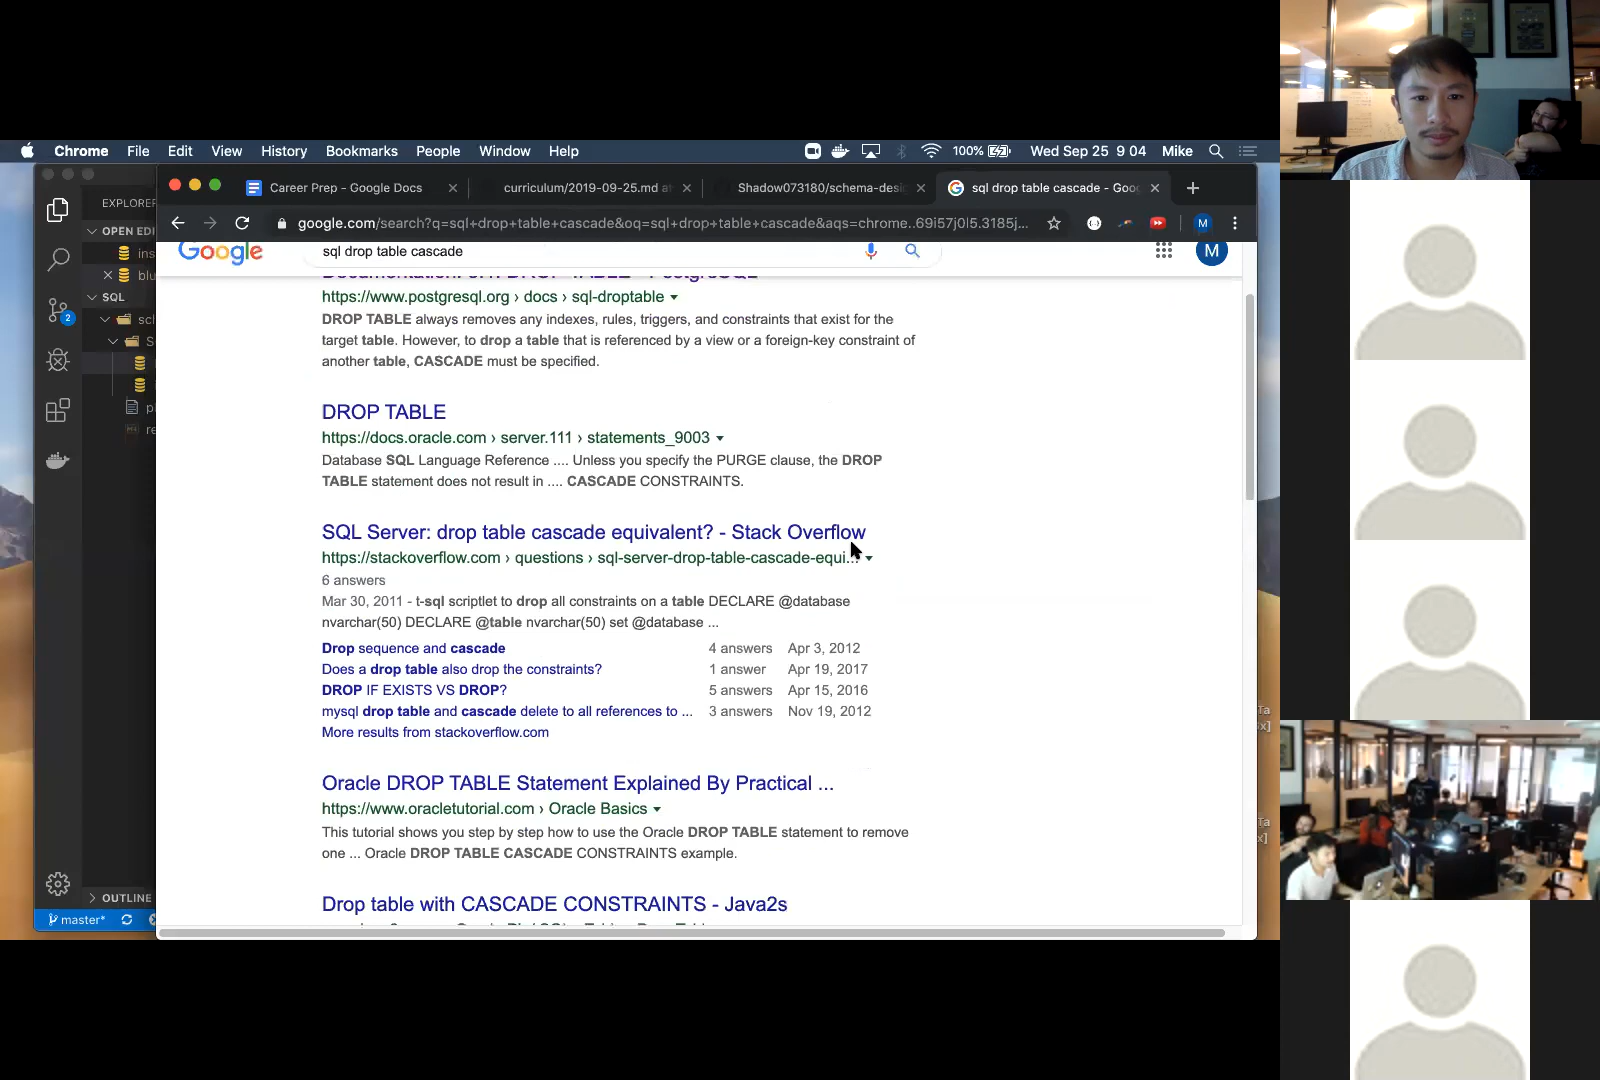 Chrome File Edit View History Bookmarks People Window Help
100% Wed Sep 25 9 04 Mike
EXPLORER
Career Prep - Google Docs
curriculum/2019-09-25.md at
Shadow073180/schema-desi
sql drop table cascade - Goo
OPEN EDI
google.com/search?q=sql+drop+table+cascade&oq=sql+drop+table+cascade&aqs=chrome..69i57j0l5.3185j...
M
ins
Google
sql drop table cascade
M
blu
SQL
https://www.postgresql.org › docs › sql-droptable
2
DROP TABLE always removes any indexes, rules, triggers, and constraints that exist for the
target table. However, to drop a table that is referenced by a view or a foreign-key constraint of
another table, CASCADE must be specified.
DROP TABLE
https://docs.oracle.com › server.111 › statements_9003
Database SQL Language Reference .... Unless you specify the PURGE clause, the DROP
TABLE statement does not result in .... CASCADE CONSTRAINTS.
SQL Server: drop table cascade equivalent? - Stack Overflow
https://stackoverflow.com › questions › sql-server-drop-table-cascade-equi...
6 answers
Mar 30, 2011 - t-sql scriptlet to drop all constraints on a table DECLARE @database
nvarchar(50) DECLARE @table nvarchar(50) set @database ...
Drop sequence and cascade 4 answers Apr 3, 2012
Does a drop table also drop the constraints? 1 answer Apr 19, 2017
DROP IF EXISTS VS DROP? 5 answers Apr 15, 2016
mysql drop table and cascade delete to all references to ... 3 answers Nov 19, 2012
More results from stackoverflow.com
Oracle DROP TABLE Statement Explained By Practical ...
https://www.oracletutorial.com › Oracle Basics
This tutorial shows you step by step how to use the Oracle DROP TABLE statement to remove
one ... Oracle DROP TABLE CASCADE CONSTRAINTS example.
Drop table with CASCADE CONSTRAINTS - Java2s
OUTLINE
master*